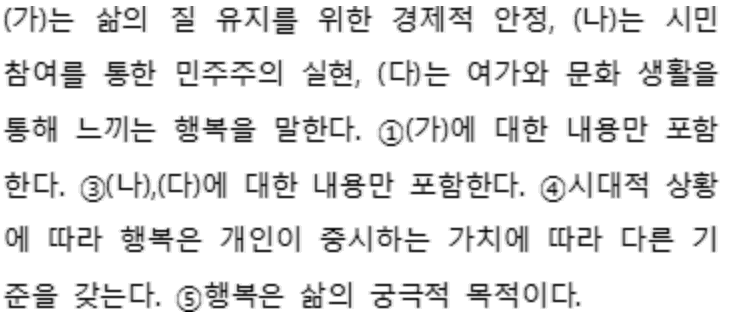 (가)는 삶의 질 유지를 위한 경제적 안정, (나)는 시민
참여를 통한 민주주의 실현, (다)는 여가와 문화 생활을
통해 느끼는 행복을 말한다. ①(가)에 대한 내용만 포함
한다. ③(나),(다)에 대한 내용만 포함한다. ④시대적 상황
에 따라 행복은 개인이 중시하는 가치에 따라 다른 기
준을 갖는다. ⑤행복은 삶의 궁극적 목적이다.